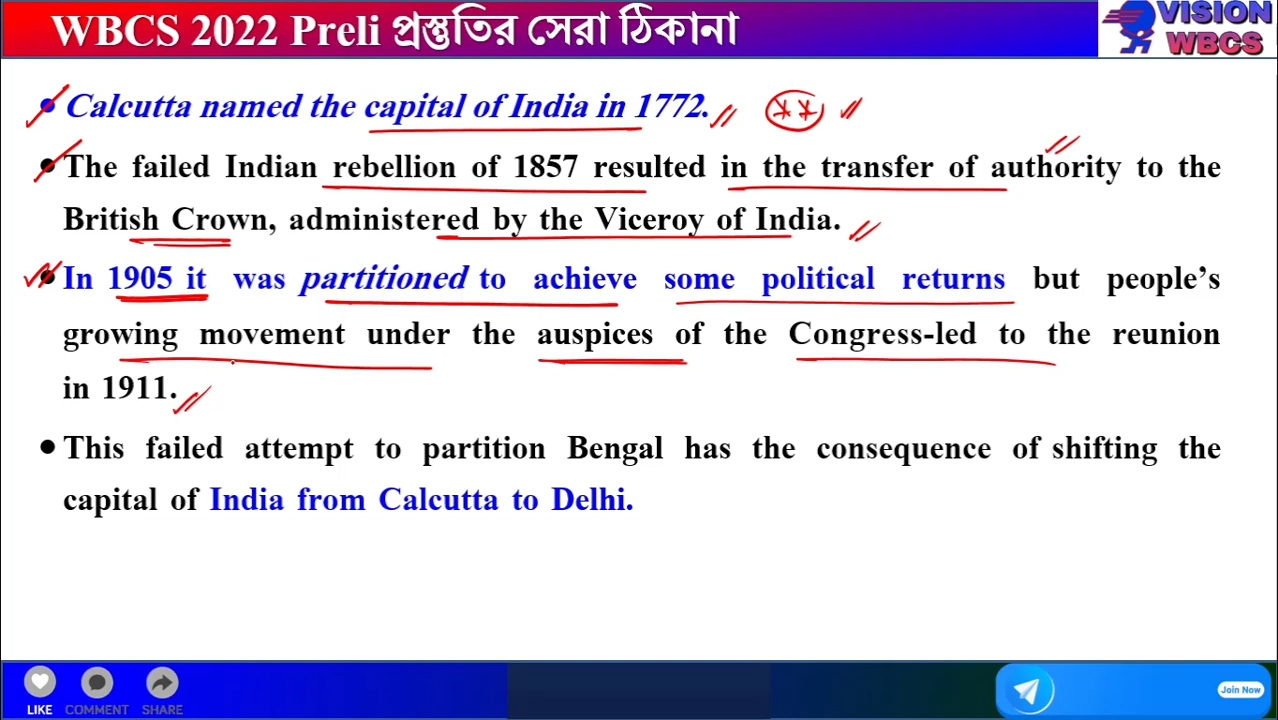 WBCS 2022 Preli প্রস্তুতির সেরা ঠিকানা
VISION
WBCS
Calcutta named the capital of India in 1772.
The failed Indian rebellion of 1857 resulted in the transfer of authority to the
British Crown, administered by the Viceroy of India.
In 1905 it was partitioned to achieve some political returns but people's
growing movement under the auspices of the Congress-led to the reunion
in 1911.
This failed attempt to partition Bengal has the consequence of shifting the
capital of India from Calcutta to Delhi.
LIKE COMMENT SHARE
Join Now